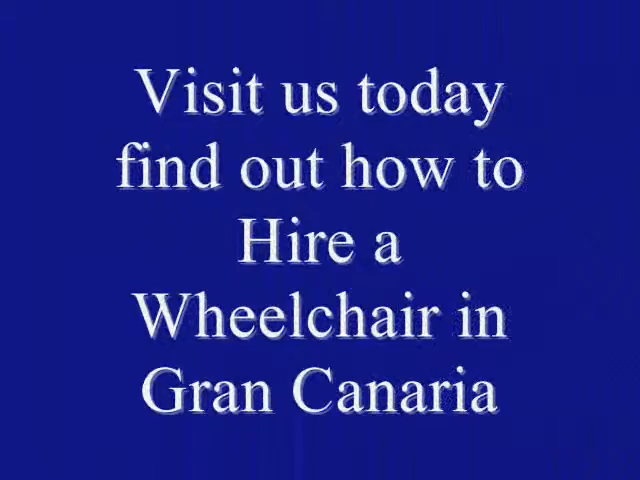 Visit us today
find out how to
Hire a
Wheelchair in
Gran Canaria